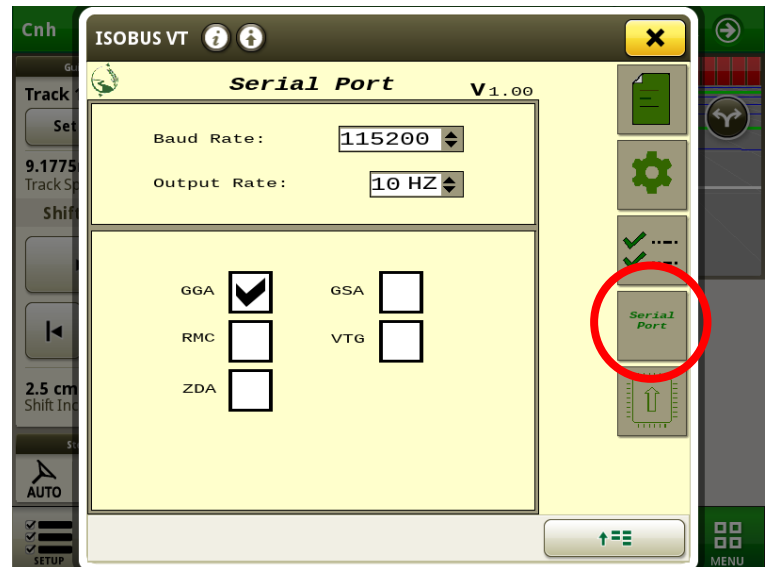 Cnh
ISOBUS VT
Serial Port
V1.00
Track
Set
9.1775
Track Sp
Shift
Baud Rate:
115200
Output Rate:
10 HZ
GGA
GSA
RMC
VTG
ZDA
Serial
Port
2.5 cm
Shift Inc
AUTO
SETUP
MENU